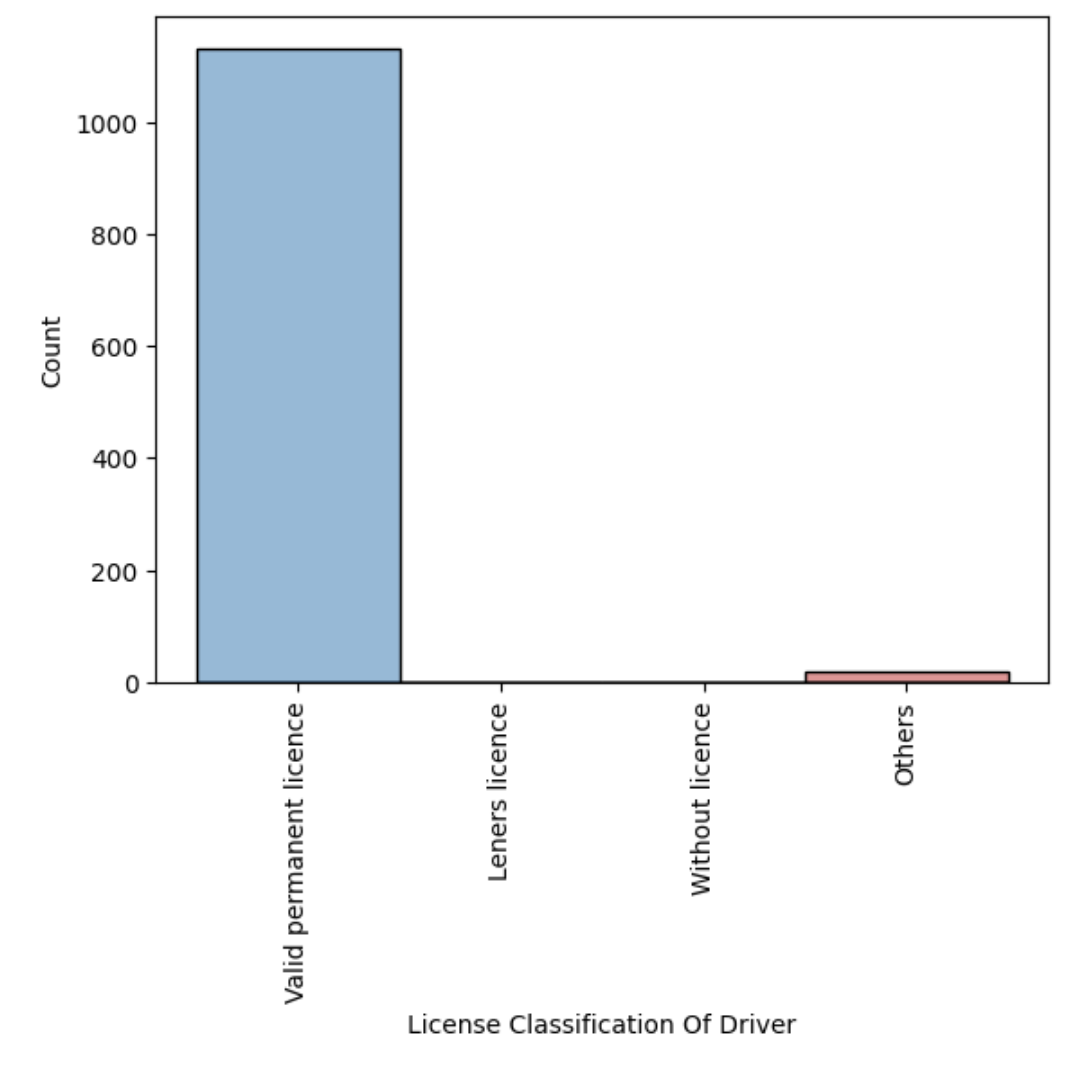 1000
800
600
400
200
0
Count
Valid permanent licence
Leners licence
Without licence
Others
License Classification Of Driver